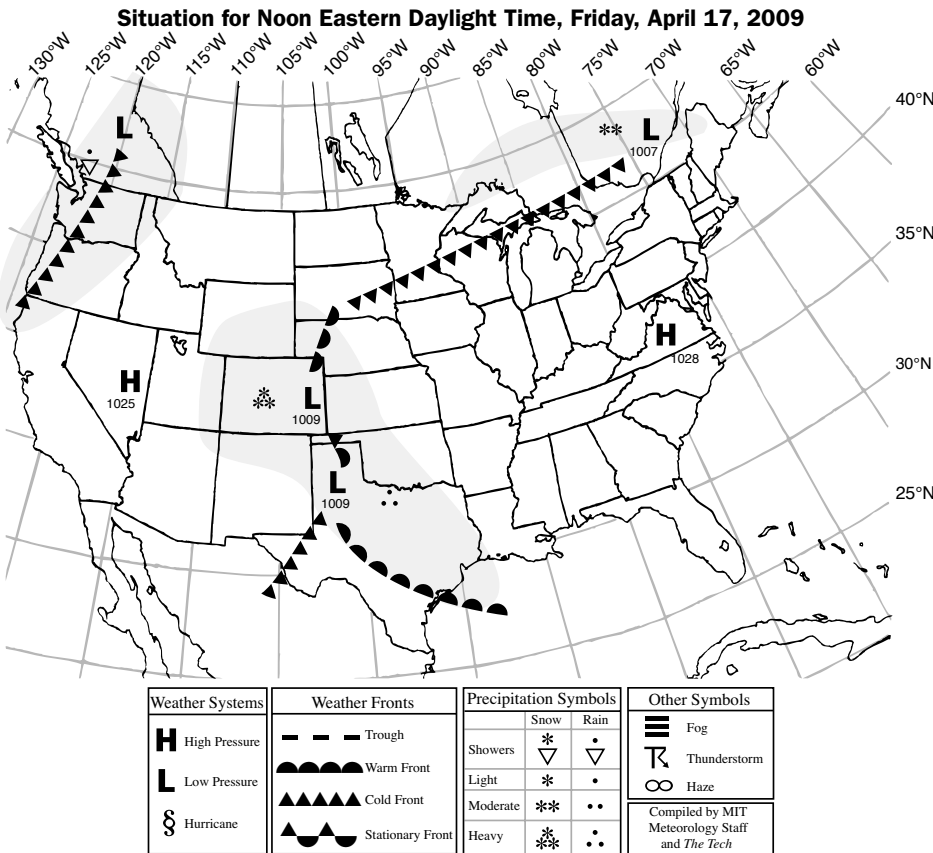 Situation for Noon Eastern Daylight Time, Friday, April 17, 2009
130°W 125°W 120°W 115°W 110°W 105°W 100°W 95°W 90°W 85°W 80°W 75°W 70°W 65°W 60°W
40°N
L
** L
1007
35°N
H
1028
30°N
H
1025
L
1009
L
1009
25°N
Weather Systems
H High Pressure
L Low Pressure
§ Hurricane
Weather Fronts
Trough
Warm Front
Cold Front
Stationary Front
Precipitation Symbols
Snow Rain
Showers
Light * •
Moderate ** ••
Heavy
Other Symbols
Fog
Thunderstorm
Haze
Compiled by MIT
Meteorology Staff
and The Tech